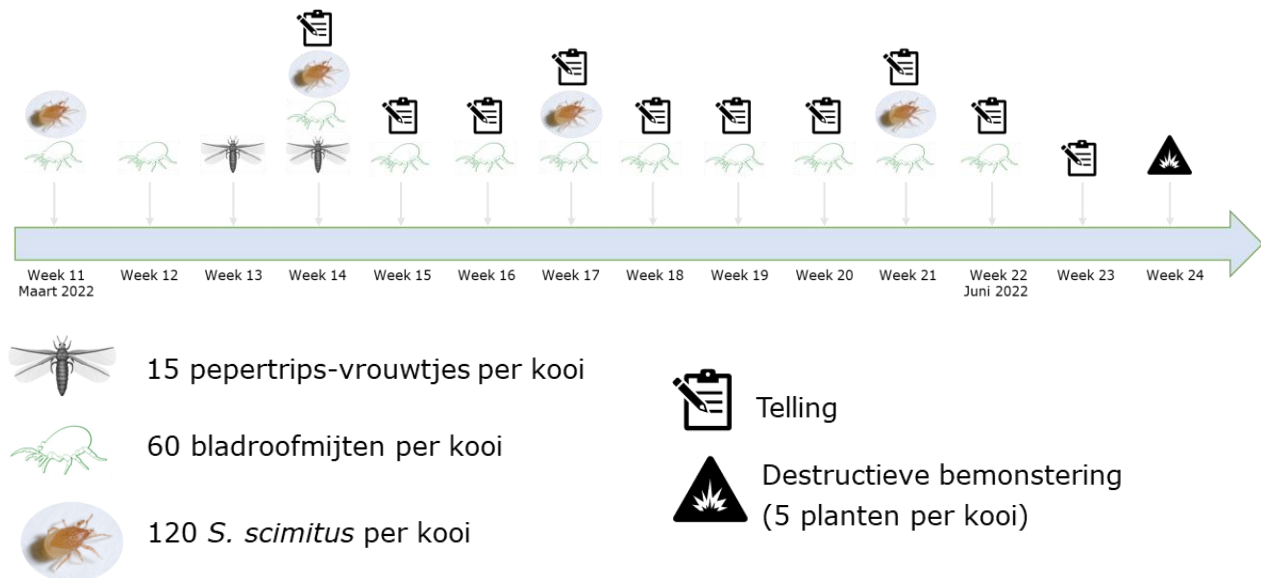 Week 11
Maart 2022
Week 12
Week 13
Week 14
Week 15
Week 16
Week 17
Week 18
Week 19
Week 20
Week 21
Week 22
Juni 2022
Week 23
Week 24
15 pepertrips-vrouwtjes per kooi
60 bladroofmijten per kooi
120 S. scimitus per kooi
Telling
Destructieve bemonstering
(5 planten per kooi)